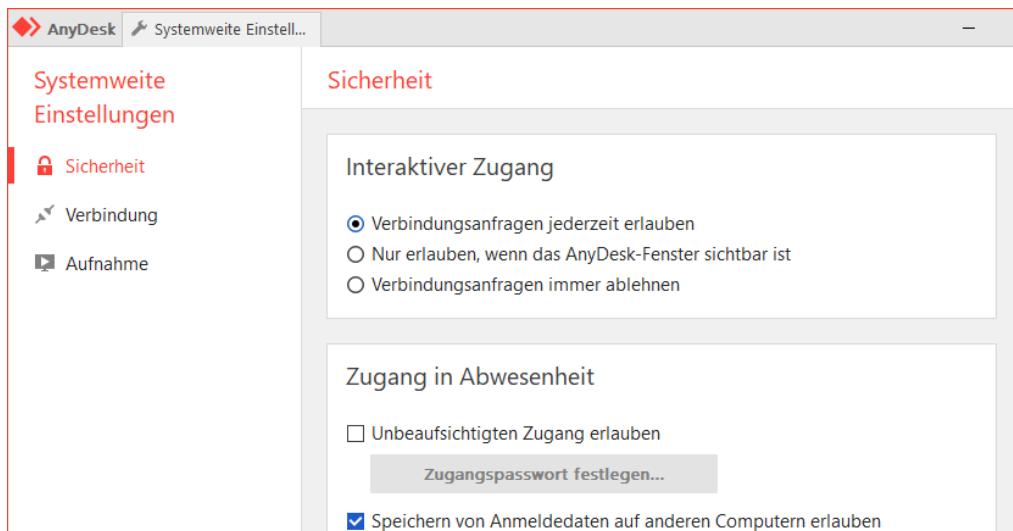 AnyDesk
Systemweite Einstell...
Systemweite
Einstellungen
Sicherheit
Verbindung
Aufnahme
Sicherheit
Interaktiver Zugang
Verbindungsanfragen jederzeit erlauben
Nur erlauben, wenn das AnyDesk-Fenster sichtbar ist
Verbindungsanfragen immer ablehnen
Zugang in Abwesenheit
Unbeaufsichtigten Zugang erlauben
Zugangspasswort festlegen...
Speichern von Anmeldedaten auf anderen Computern erlauben